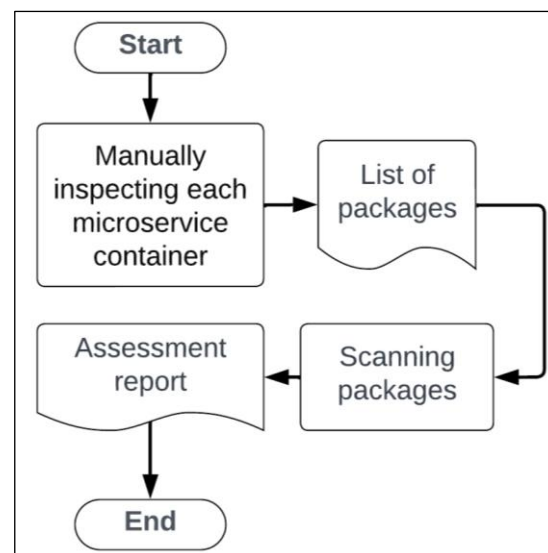 Start
Manually
inspecting each
microservice
container
List of
packages
Assessment
report
Scanning
packages
End